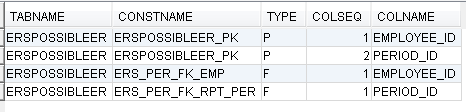 TABNAME CONSTNAME TYPE COLSEQ COLNAME
ERSPOSSIBLEER ERSPOSSIBLEER_PK P 1 EMPLOYEE_ID
ERSPOSSIBLEER ERSPOSSIBLEER_PK P 2 PERIOD_ID
ERSPOSSIBLEER ERS_PER_FK_EMP F 1 EMPLOYEE_ID
ERSPOSSIBLEER ERS_PER_FK_RPT_PER F 1 PERIOD_ID